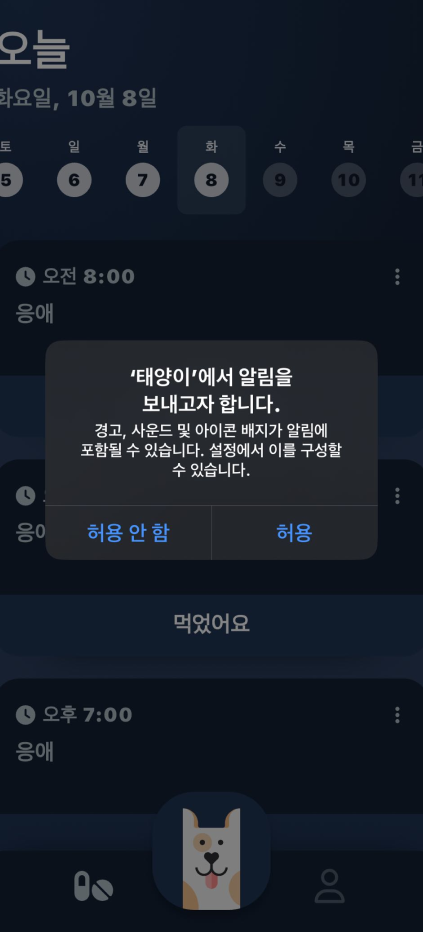 오늘
화요일, 10월 8일
토 일 월 화 수 목 금
5 6 7 8 9 10 11
오전 8:00
응애
‘태양이’에서 알림을
보내고자 합니다.
경고, 사운드 및 아이콘 배지가 알림에
포함될 수 있습니다. 설정에서 이를 구성할
수 있습니다.
허용 안 함 허용
응애
먹었어요
오후 7:00
응애